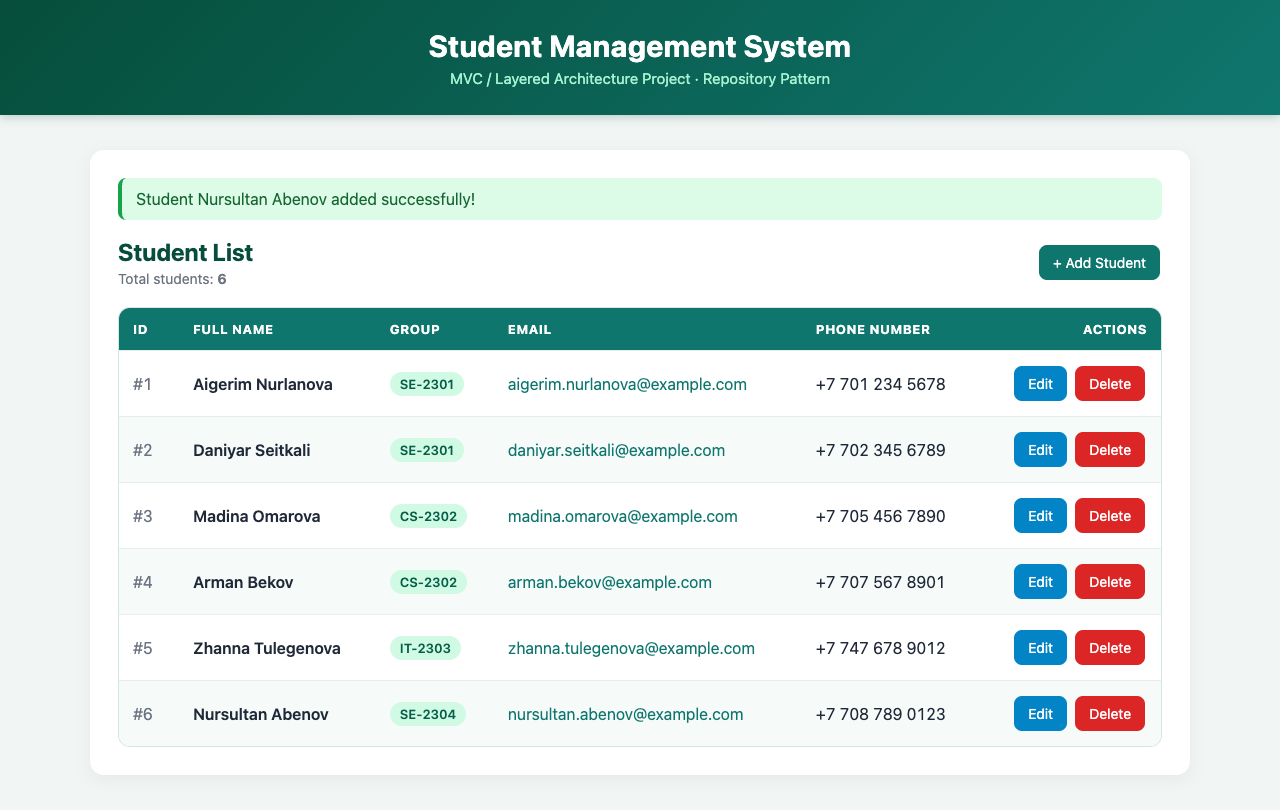 Student Management System
MVC / Layered Architecture Project · Repository Pattern
Student Nursultan Abenov added successfully!
Student List
Total students: 6
+ Add Student
ID FULL NAME GROUP EMAIL PHONE NUMBER ACTIONS
#1 Aigerim Nurlanova SE-2301 aigerim.nurlanova@example.com +7 701 234 5678 Edit Delete
#2 Daniyar Seitkali SE-2301 daniyar.seitkali@example.com +7 702 345 6789 Edit Delete
#3 Madina Omarova CS-2302 madina.omarova@example.com +7 705 456 7890 Edit Delete
#4 Arman Bekov CS-2302 arman.bekov@example.com +7 707 567 8901 Edit Delete
#5 Zhanna Tulegenova IT-2303 zhanna.tulegenova@example.com +7 747 678 9012 Edit Delete
#6 Nursultan Abenov SE-2304 nursultan.abenov@example.com +7 708 789 0123 Edit Delete